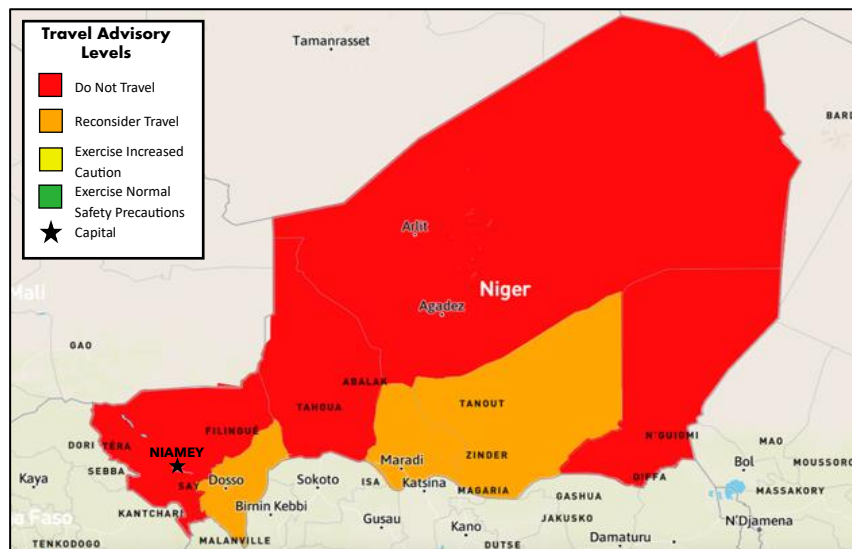 Travel Advisory
Levels
Do Not Travel
Reconsider Travel
Exercise Increased
Caution
Exercise Normal
Safety Precautions
Capital
Tamanrasset
BARD
Arlit
Mali
Niger
Agadez
GAO
ABALAK
TAHOUA
TANOUT
FILINGUÉ
N'GUIGMI
DORI
TÉRA
NIAMEY
MAO
SEBBA
ZINDER
Maradi
Bol
MOUSSORO
Kaya
SAY
Dosso
Sokoto
ISA
Katsina
MAGARIA
DIFFA
MASSAKORY
GASHUA
KANTCHARI
Birnin Kebbi
Gusau
JAKUSKO
N'Djamena
Kano
a Faso
TENKODOGO
MALANVILLE
DUTSE
Damaturu